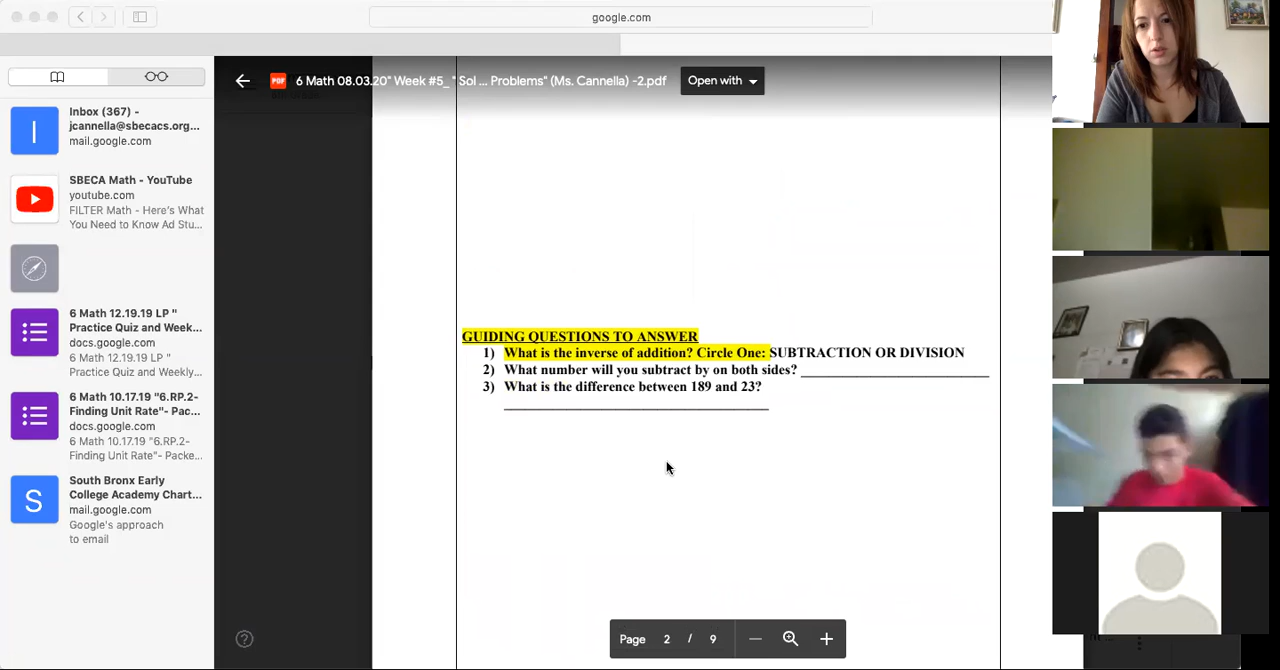 google.com
6 Math 08.03.20" Week #5_ " Sol ... Problems" (Ms. Cannella) -2.pdf
Open with
Inbox (367) -
jcannella@sbecacs.org...
mail.google.com
SBECA Math - YouTube
youtube.com
FILTER Math - Here's What
You Need to Know Ad Stu...
6 Math 12.19.19 LP "
Practice Quiz and Week...
docs.google.com
6 Math 12.19.19 LP "
Practice Quiz and Weekly...
6 Math 10.17.19 "6.RP.2-
Finding Unit Rate"- Pac...
docs.google.com
6 Math 10.17.19 "6.RP.2-
Finding Unit Rate"- Packe...
South Bronx Early
College Academy Chart...
mail.google.com
Google's approach
to email
GUIDING QUESTIONS TO ANSWER
1) What is the inverse of addition? Circle One: SUBTRACTION OR DIVISION
2) What number will you subtract by on both sides? ____________________
3) What is the difference between 189 and 23?
Page 2 / 9